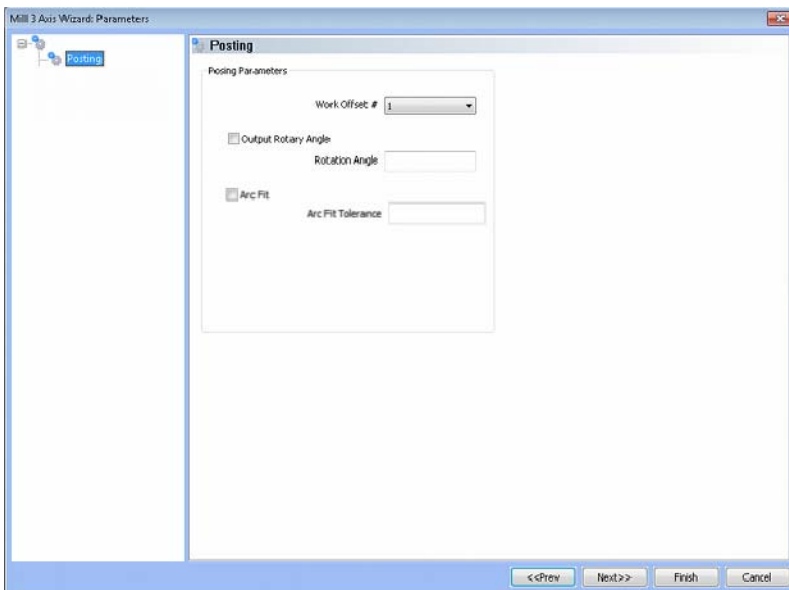 Mill 3 Axis Wizard: Parameters
Posting
Posting
Posing Parameters
Work Offset #
1
Output Rotary Angle
Rotation Angle
Arc Fit
Arc Fit Tolerance
<<Prev
Next>>
Finish
Cancel